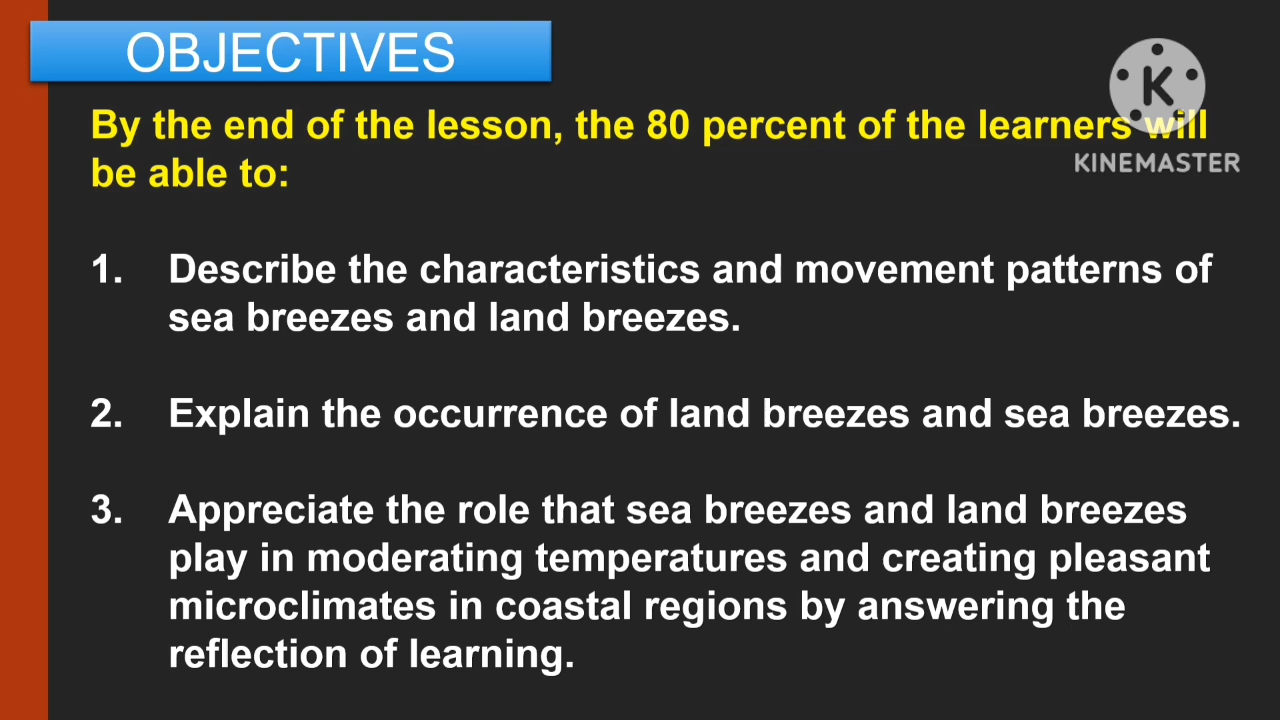 OBJECTIVES
By the end of the lesson, the 80 percent of the learners will
be able to:
1. Describe the characteristics and movement patterns of
sea breezes and land breezes.
2. Explain the occurrence of land breezes and sea breezes.
3. Appreciate the role that sea breezes and land breezes
play in moderating temperatures and creating pleasant
microclimates in coastal regions by answering the
reflection of learning.
K
KINEMASTER